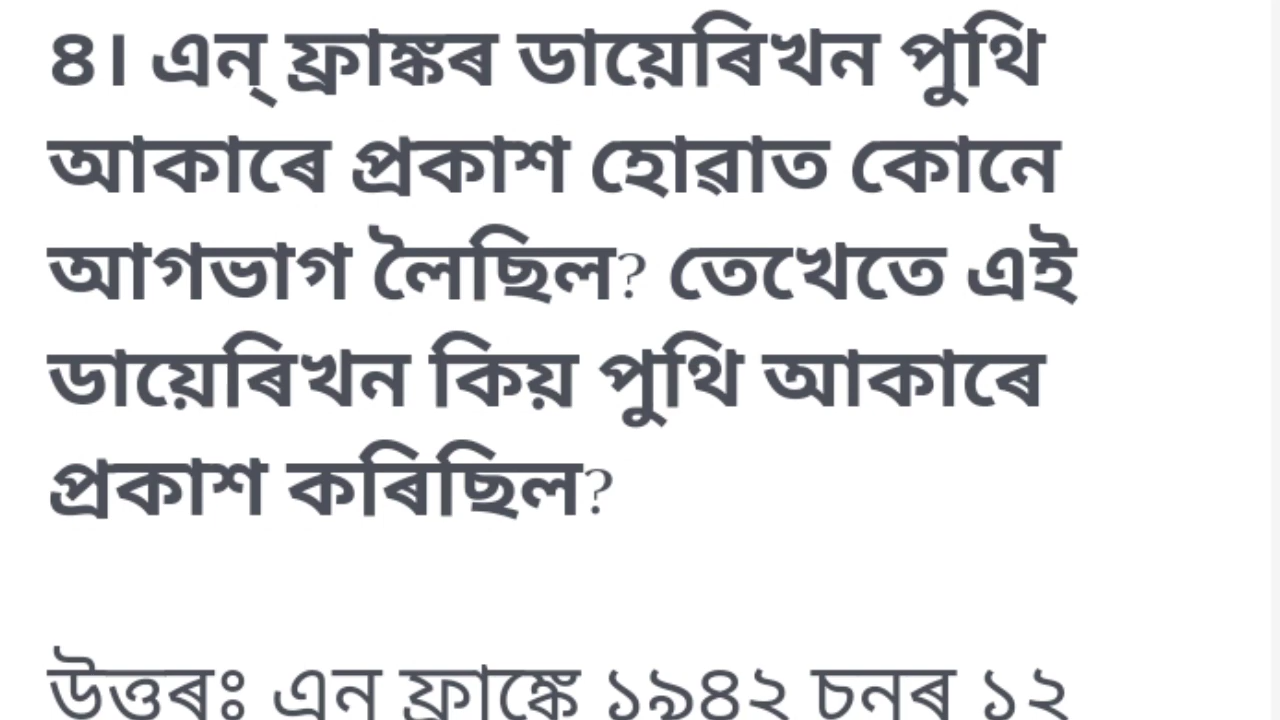 ৪। এন্ ফ্ৰাঙ্কৰ ডায়েৰিখন পুথি
আকাৰে প্ৰকাশ হোৱাত কোনে
আগভাগ লৈছিল? তেখেতে এই
ডায়েৰিখন কিয় পুথি আকাৰে
প্ৰকাশ কৰিছিল?
উত্তৰঃ এন ফ্ৰাঙ্কে ১৯৪২ চনৰ ১২